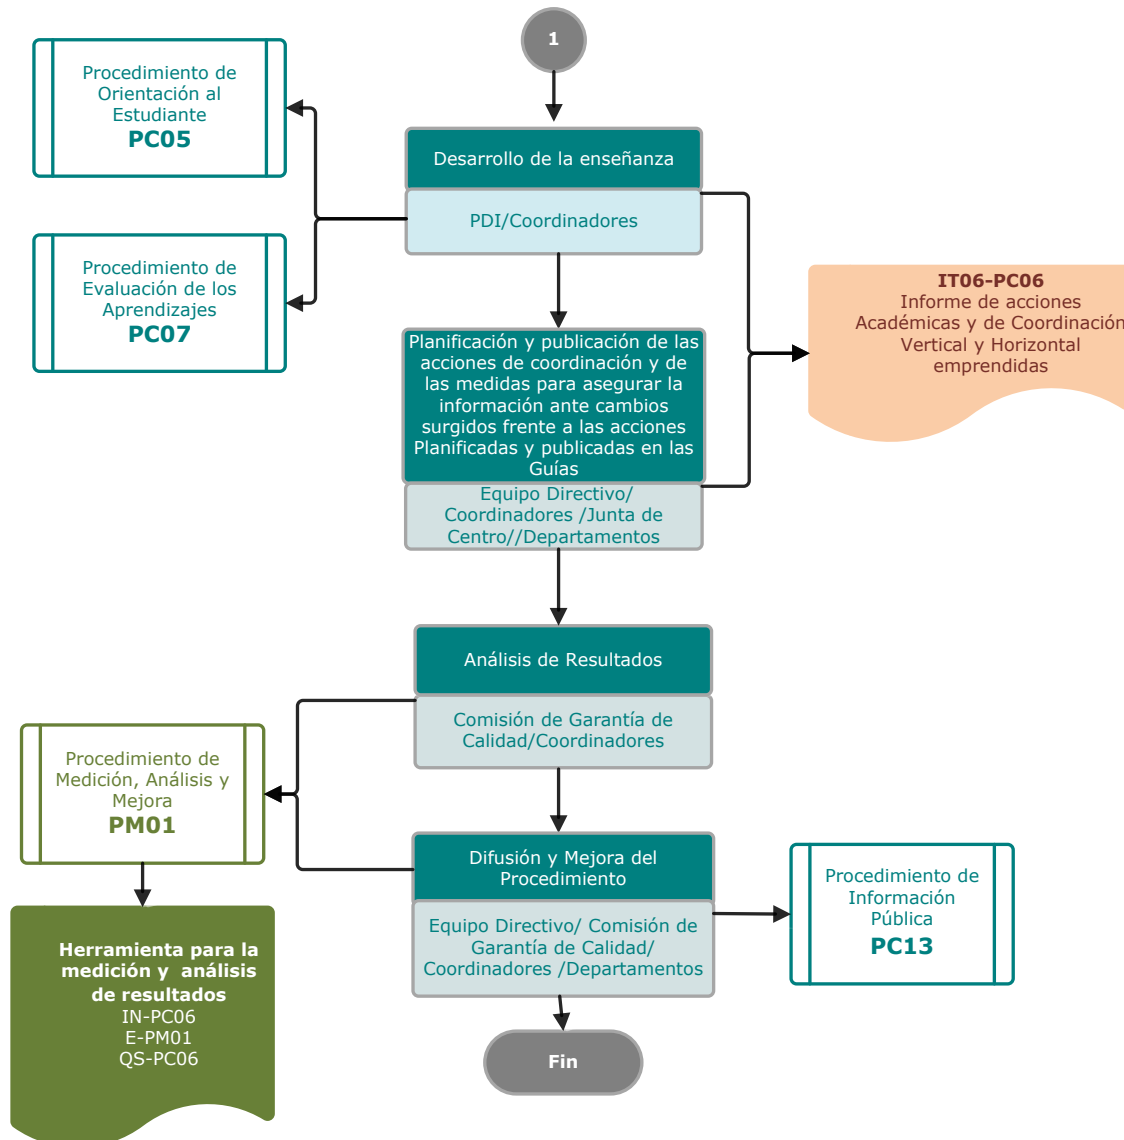 1
Procedimiento de
Orientación al
Estudiante
PC05
Desarrollo de la enseñanza
PDI/Coordinadores
Procedimiento de
Evaluación de los
Aprendizajes
PC07
IT06-PC06
Informe de acciones
Académicas y de Coordinación
Vertical y Horizontal
emprendidas
Planificación y publicación de las
acciones de coordinación y de
las medidas para asegurar la
información ante cambios
surgidos frente a las acciones
Planificadas y publicadas en las
Guías
Equipo Directivo/
Coordinadores /Junta de
Centro//Departamentos
Análisis de Resultados
Comisión de Garantía de
Calidad/Coordinadores
Procedimiento de
Medición, Análisis y
Mejora
PM01
Difusión y Mejora del
Procedimiento
Equipo Directivo/ Comisión de
Garantía de Calidad/
Coordinadores /Departamentos
Procedimiento de
Información
Pública
PC13
Herramienta para la
medición y  análisis
de resultados
IN-PC06
E-PM01
QS-PC06
Fin